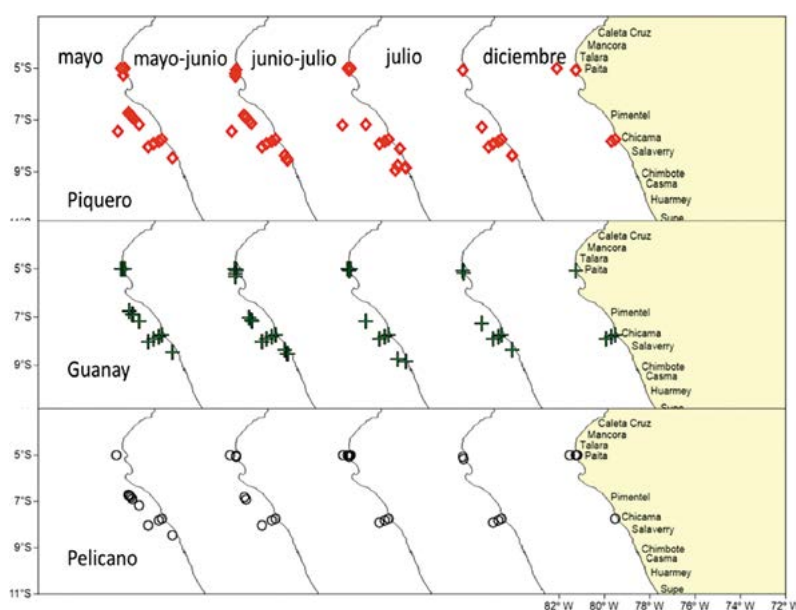 mayo mayo-junio junio-julio julio diciembre
Caleta Cruz
Mancora
Talara
5°S Paita
Pimentel
7°S
Chicama
Salaverry
9°S
Chimbote
Casma
Piquero
Huarmey
11°S Supe
Caleta Cruz
Mancora
Talara
5°S Paita
Pimentel
7°S
Chicama
Salaverry
9°S
Chimbote
Casma
Guanay
Huarmey
Supe
Caleta Cruz
Mancora
Talara
5°S Paita
Pimentel
7°S
Chicama
Salaverry
9°S
Chimbote
Casma
Pelicano
Huarmey
11°S Supe
82° W 80° W 78° W 76° W 74° W 72° W